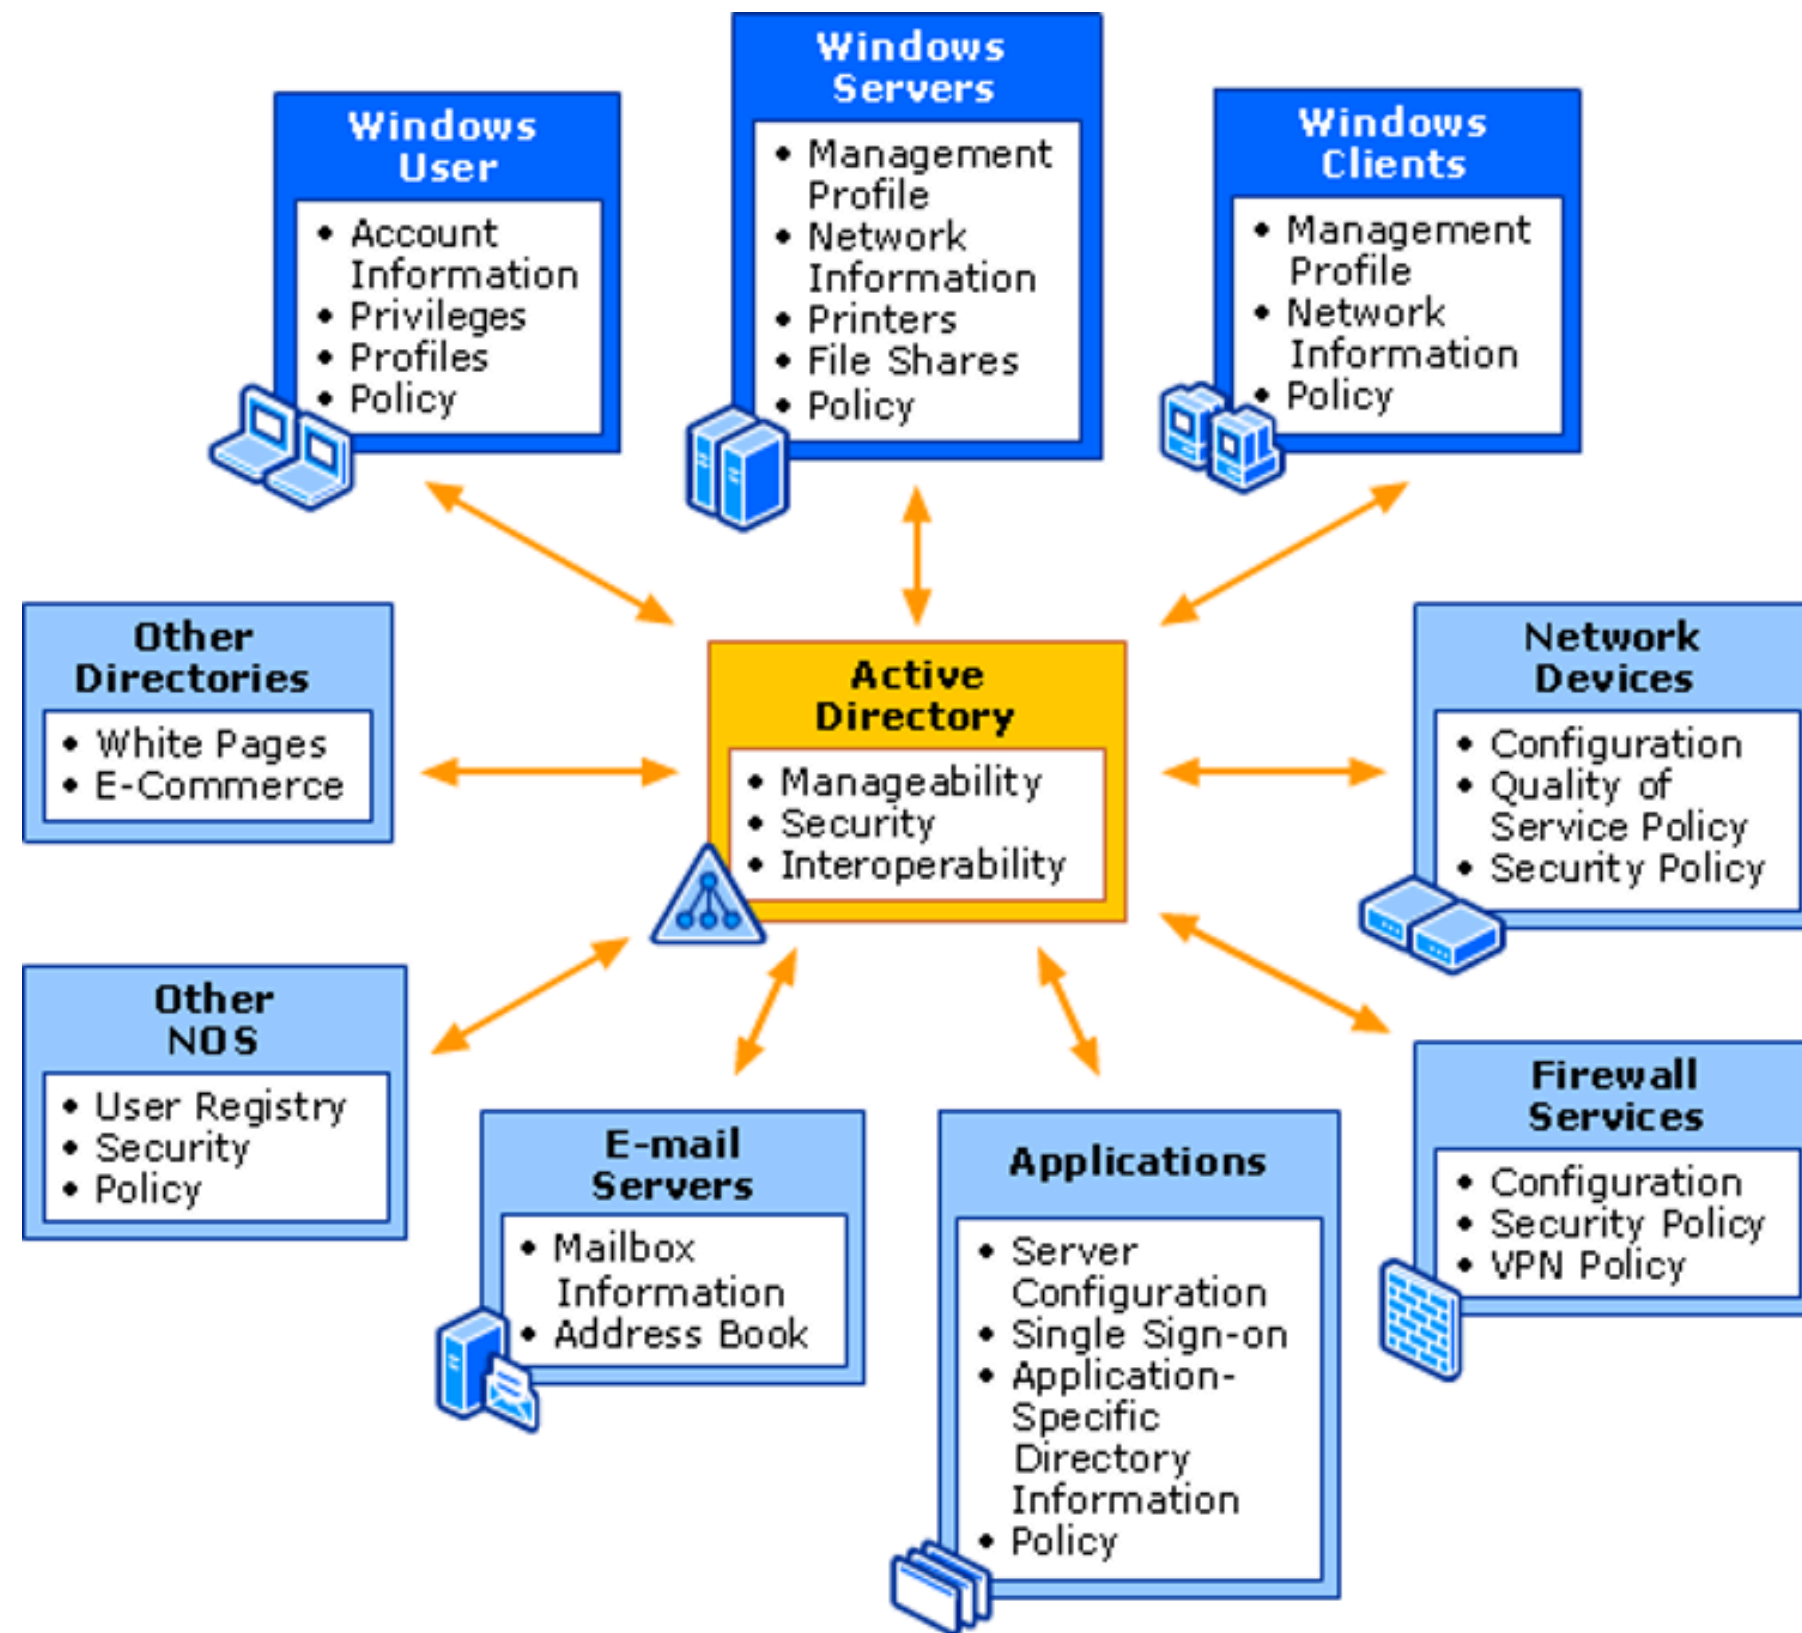 Windows
Servers
• Management
Profile
• Network
Information
• Printers
• File Shares
• Policy
Windows
User
• Account
Information
• Privileges
• Profiles
• Policy
Windows
Clients
• Management
Profile
• Network
Information
• Policy
Other
Directories
• White Pages
• E-Commerce
Active
Directory
• Manageability
• Security
• Interoperability
Network
Devices
• Configuration
• Quality of
Service Policy
• Security Policy
Other
NOS
• User Registry
• Security
• Policy
E-mail
Servers
• Mailbox
Information
• Address Book
Applications
• Server
Configuration
• Single Sign-on
• Application-
Specific
Directory
Information
• Policy
Firewall
Services
• Configuration
• Security Policy
• VPN Policy